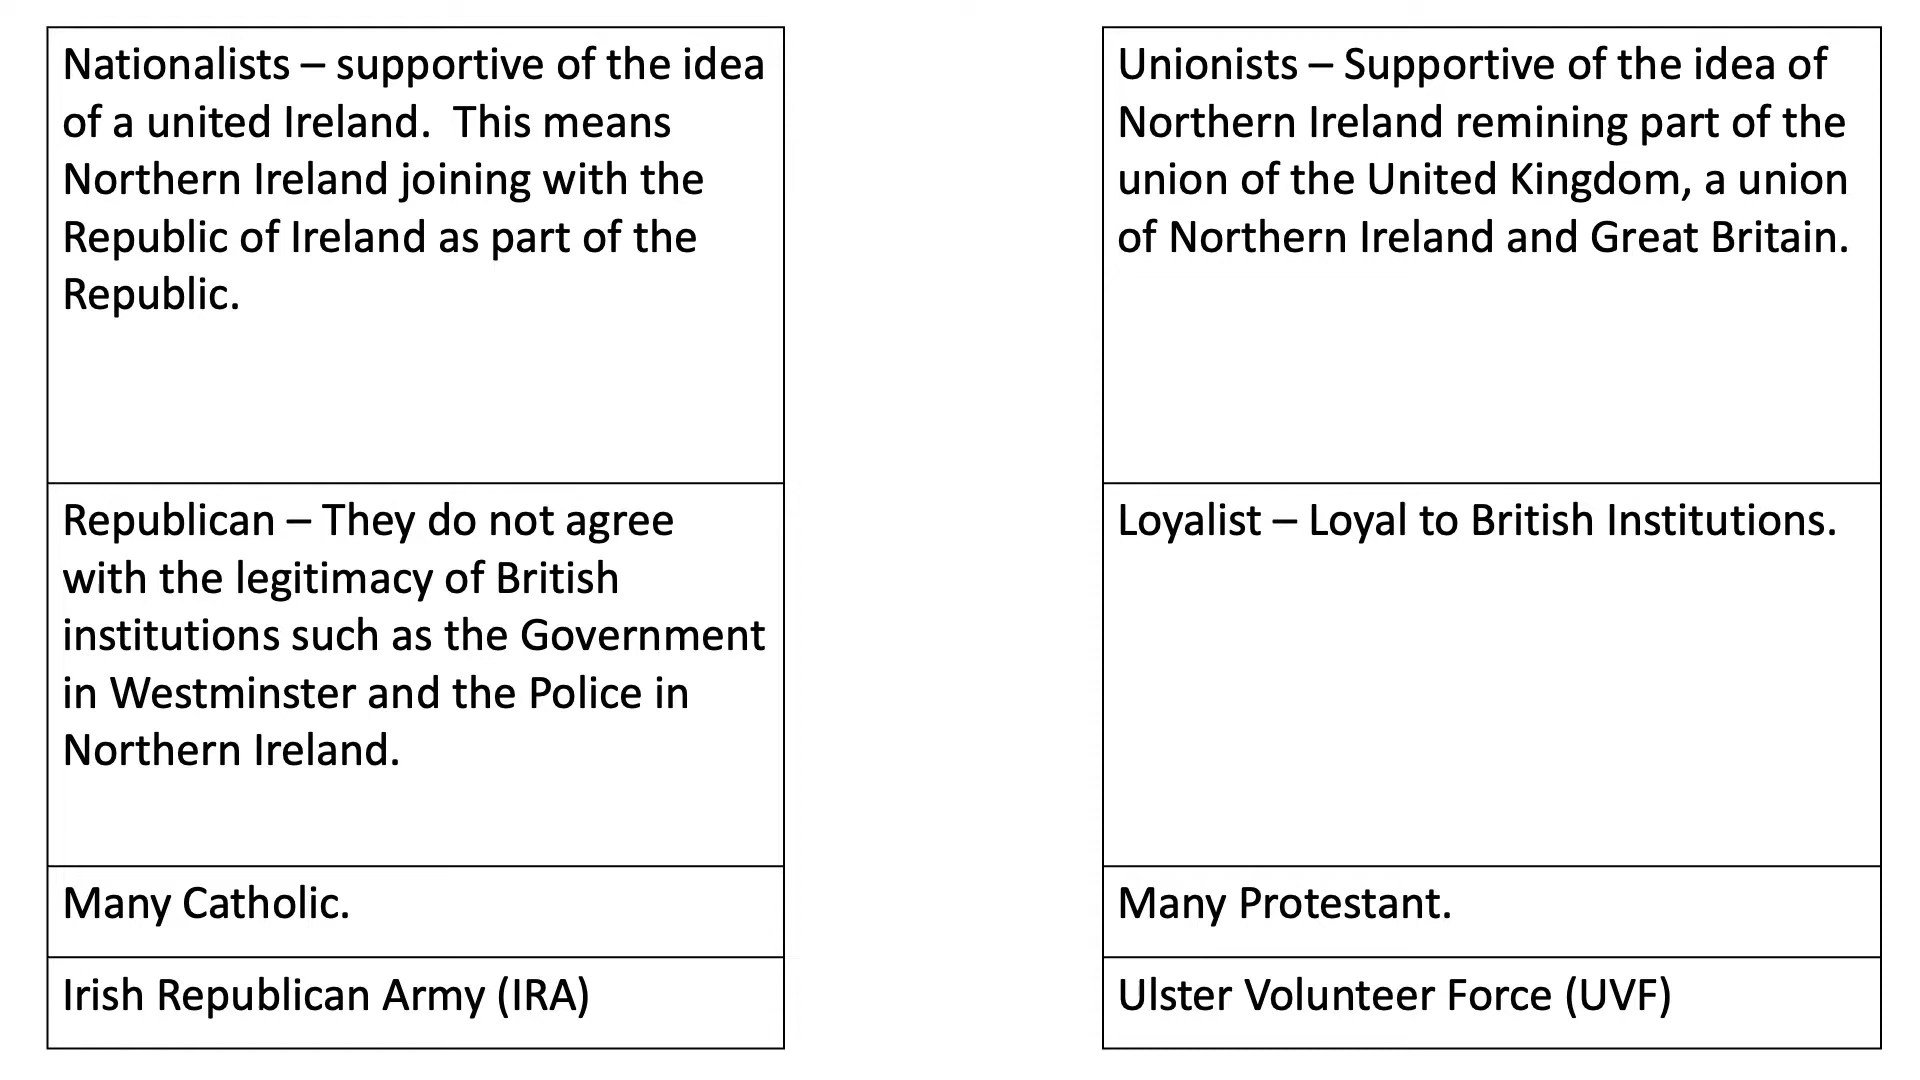 Nationalists – supportive of the idea
of a united Ireland.  This means
Northern Ireland joining with the
Republic of Ireland as part of the
Republic.
Republican – They do not agree
with the legitimacy of British
institutions such as the Government
in Westminster and the Police in
Northern Ireland.
Many Catholic.
Irish Republican Army (IRA)
Unionists – Supportive of the idea of
Northern Ireland remining part of the
union of the United Kingdom, a union
of Northern Ireland and Great Britain.
Loyalist – Loyal to British Institutions.
Many Protestant.
Ulster Volunteer Force (UVF)